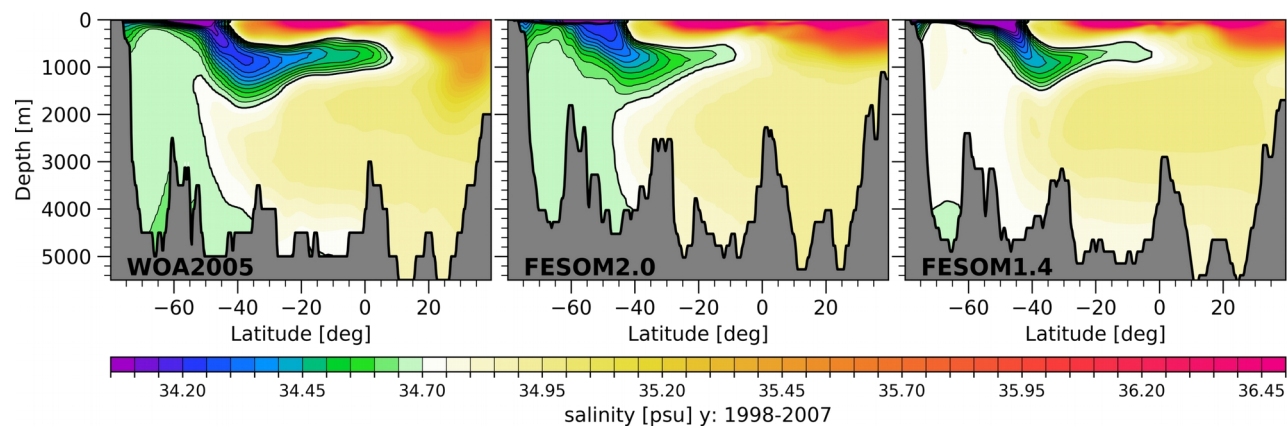 0
1000
2000
3000
4000
5000
Depth [m]
WOA2005
FESOM2.0
FESOM1.4
−60 −40 −20 0 20
−60 −40 −20 0 20
−60 −40 −20 0 20
Latitude [deg]
Latitude [deg]
Latitude [deg]
34.20 34.45 34.70 34.95 35.20 35.45 35.70 35.95 36.20 36.45
salinity [psu] y: 1998-2007